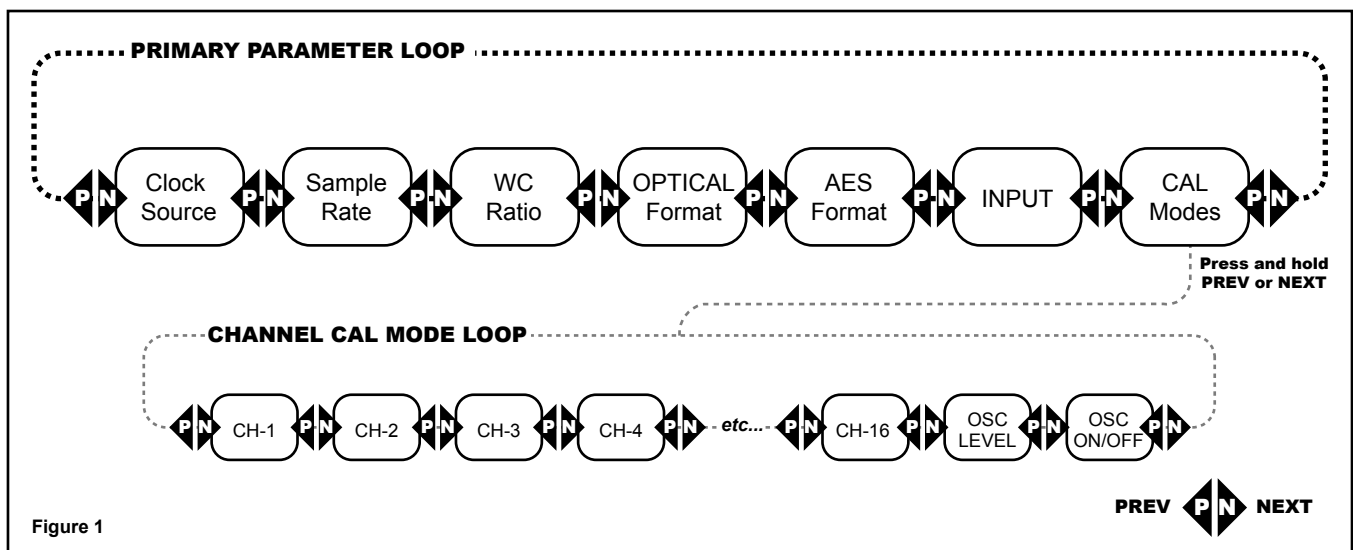 PRIMARY PARAMETER LOOP
P N Clock Source P N Sample Rate P N WC Ratio P N OPTICAL Format P N AES Format P N INPUT P N CAL Modes P N
Press and hold
PREV or NEXT
CHANNEL CAL MODE LOOP
P N CH-1 P N CH-2 P N CH-3 P N CH-4 P N etc... P N CH-16 P N OSC LEVEL P N OSC ON/OFF P N
PREV P N NEXT
Figure 1